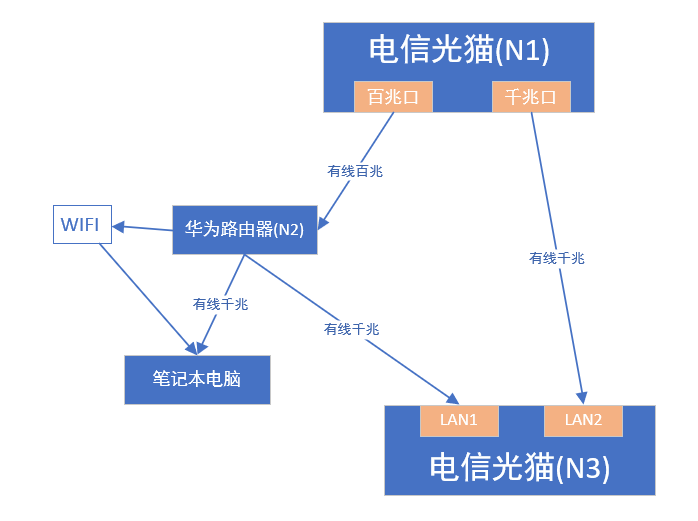 电信光猫(N1)
百兆口
千兆口
有线百兆
WIFI
华为路由器(N2)
有线千兆
有线千兆
有线千兆
笔记本电脑
LAN1
LAN2
电信光猫(N3)